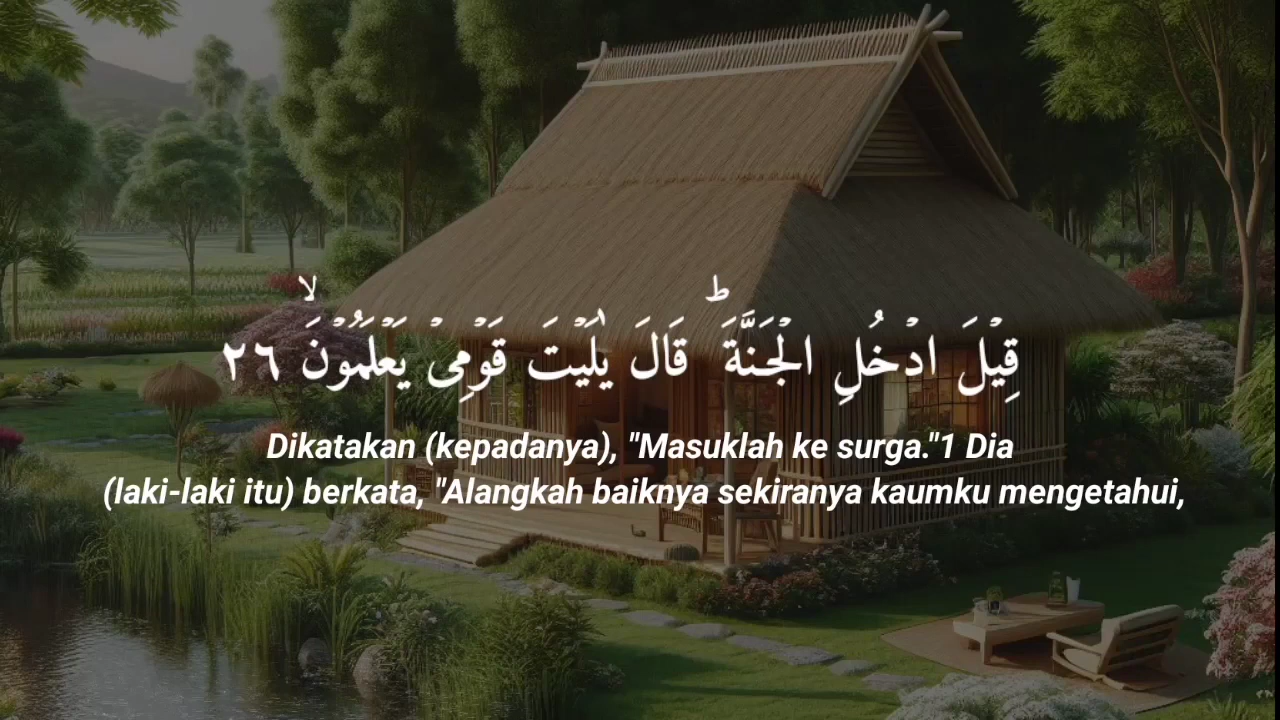 قِيْلَ ادْخُلِ الْجَنَّةَ ۗ قَالَ يٰلَيْتَ قَوْمِيْ يَعْلَمُوْنَۙ ٢٦
Dikatakan (kepadanya), "Masuklah ke surga."1 Dia
(laki-laki itu) berkata, "Alangkah baiknya sekiranya kaumku mengetahui,